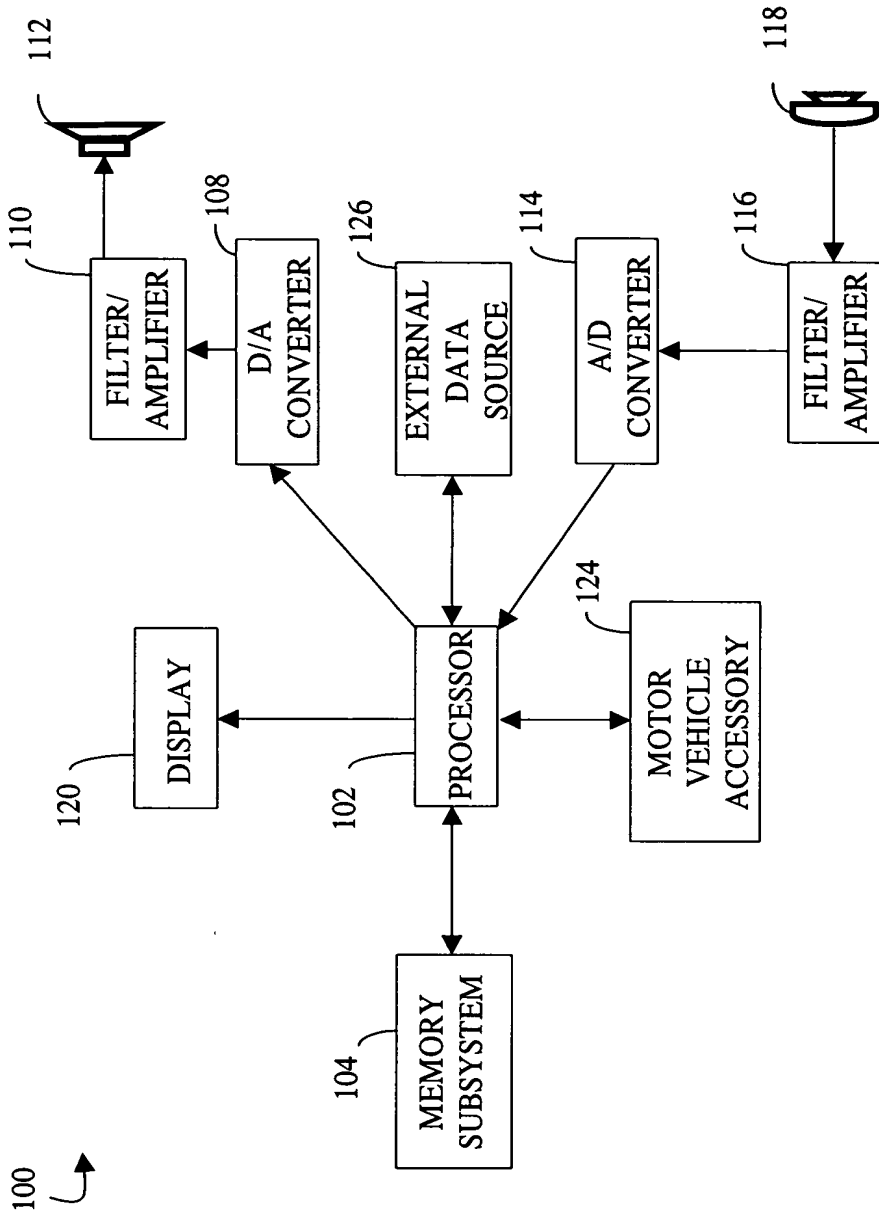 100
104
MEMORY
SUBSYSTEM
120
DISPLAY
102
PROCESSOR
124
MOTOR
VEHICLE
ACCESSORY
110
FILTER/
AMPLIFIER
112
108
D/A
CONVERTER
126
EXTERNAL
DATA
SOURCE
114
A/D
CONVERTER
116
FILTER/
AMPLIFIER
118